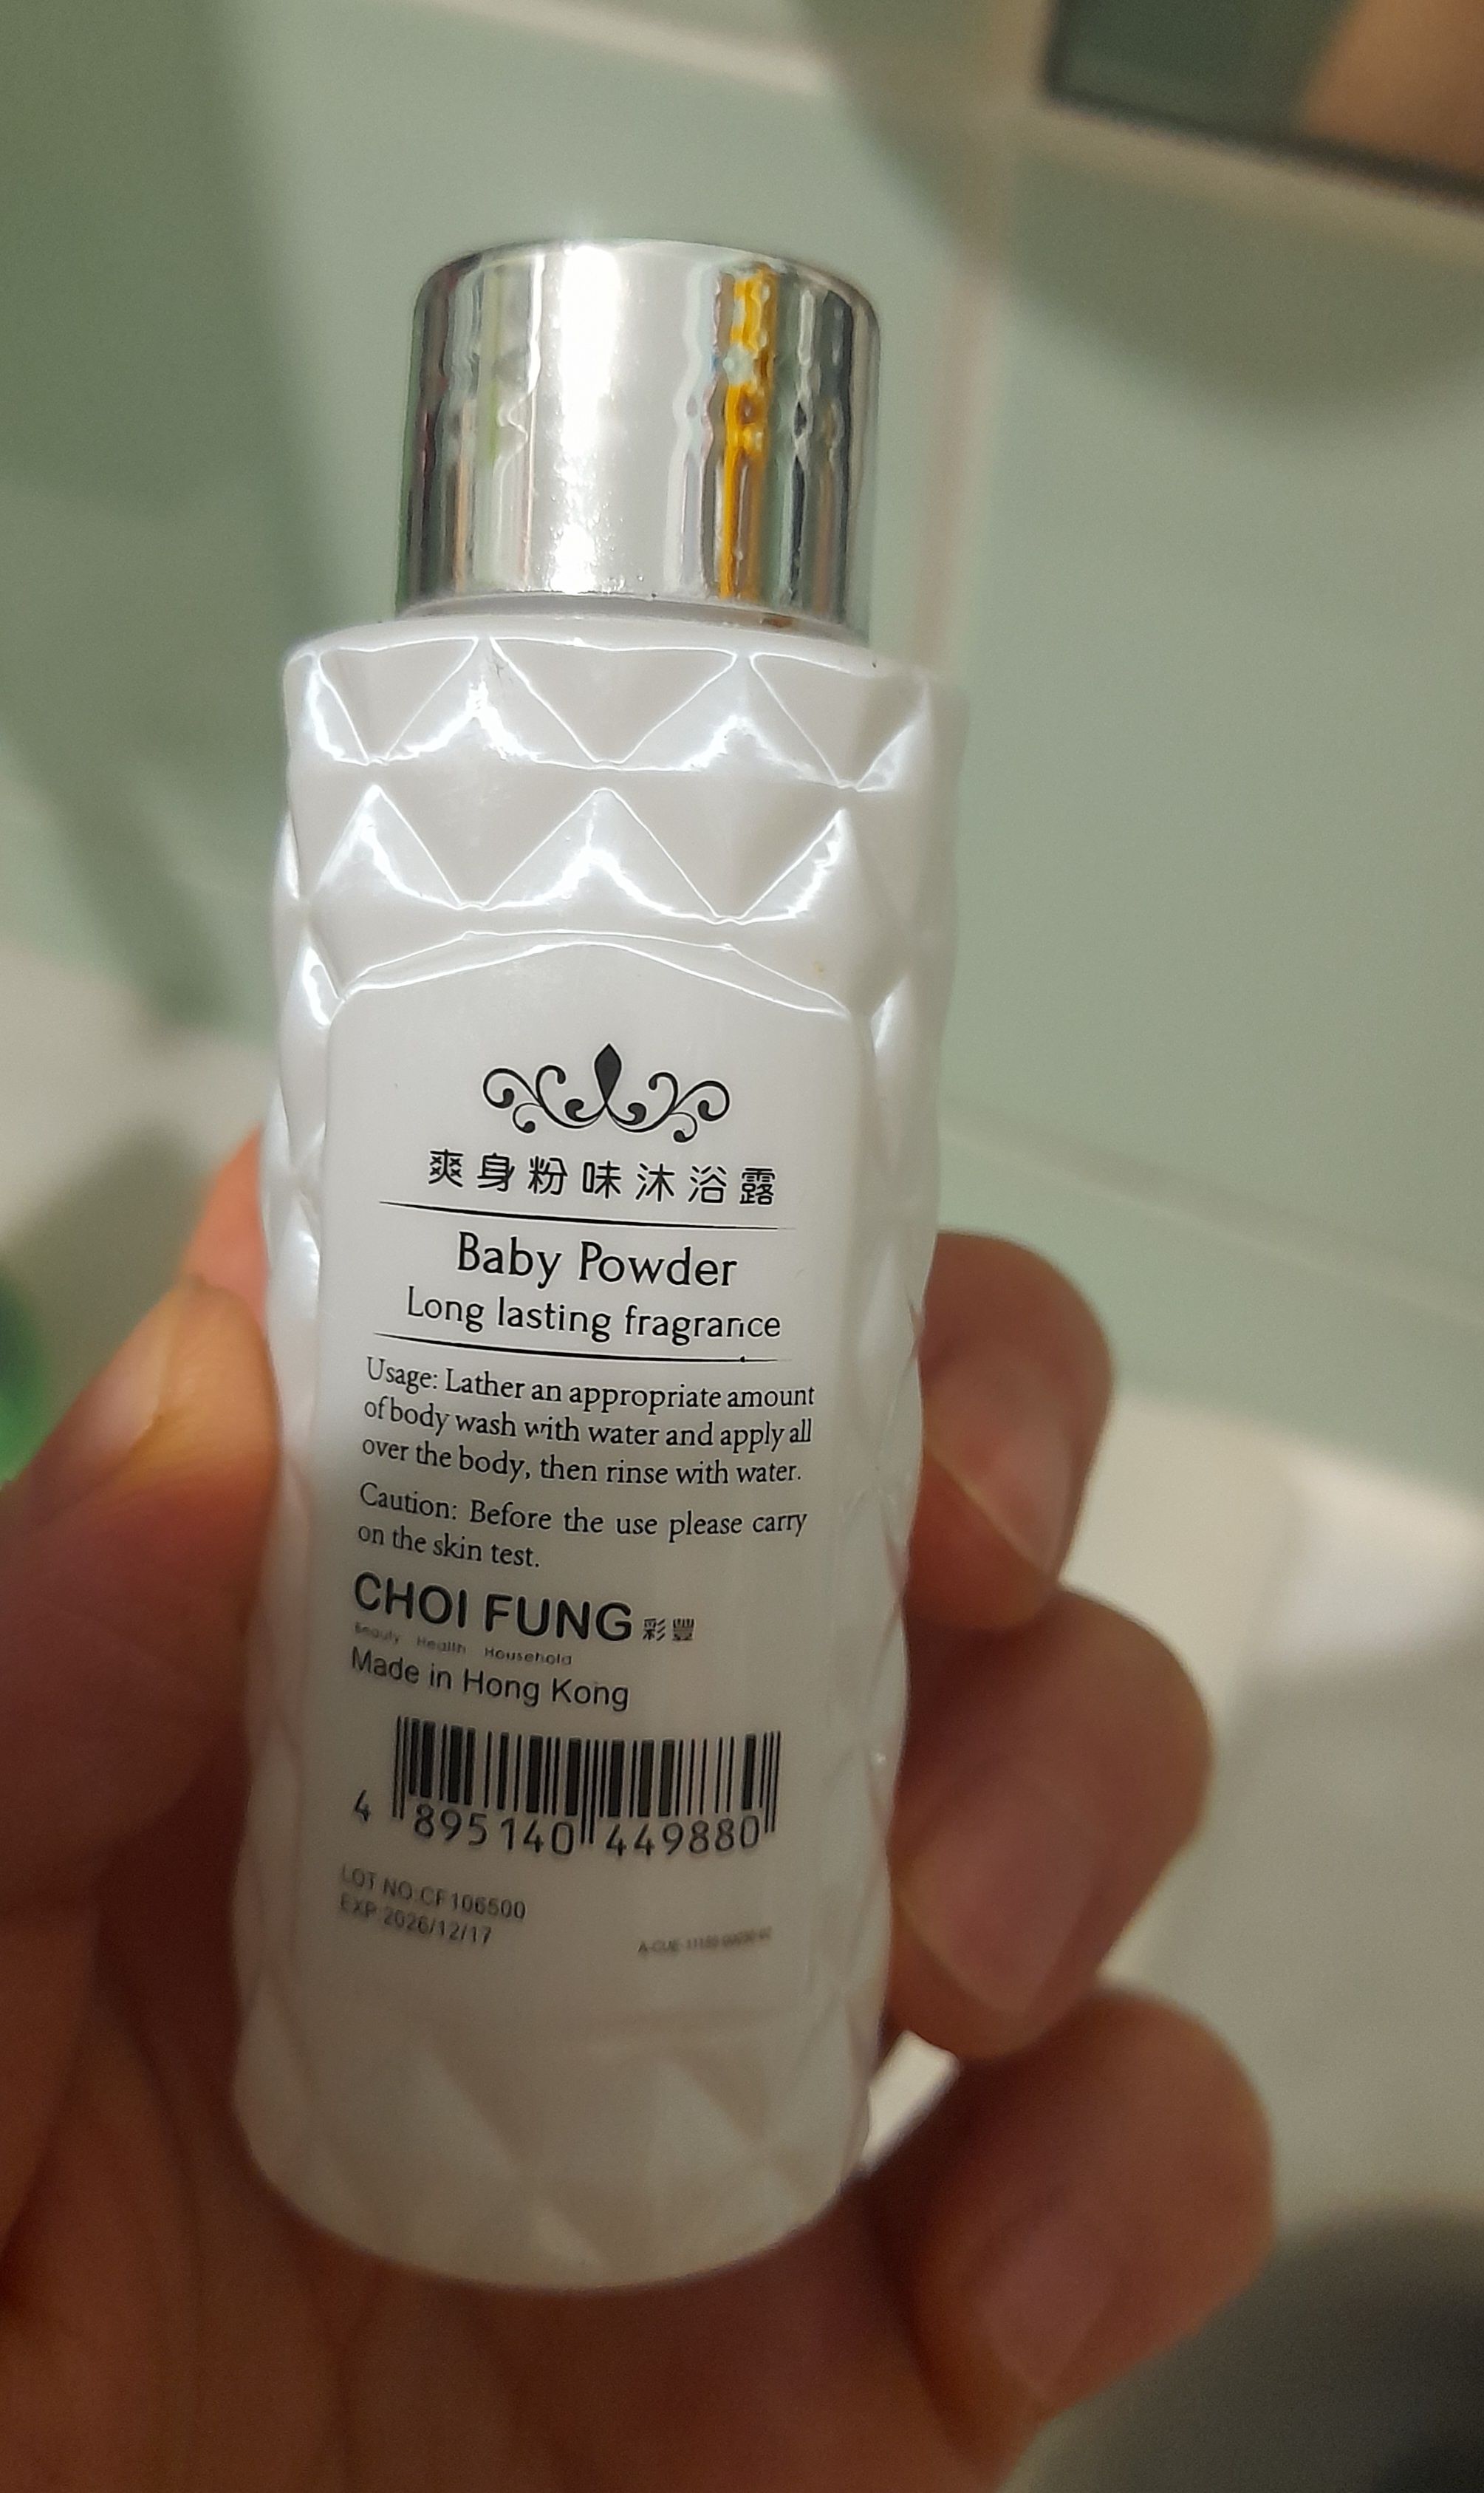 爽身粉味沐浴露
Baby Powder
Long lasting fragrance
Usage: Lather an appropriate amount
of body wash with water and apply all
over the body, then rinse with water.
Caution: Before the use please carry
on the skin test.
CHOI FUNG 彩豐
Beauty Health Household
Made in Hong Kong
4 895140 449880
LOT NO.CF106500
EXP 2026/12/17